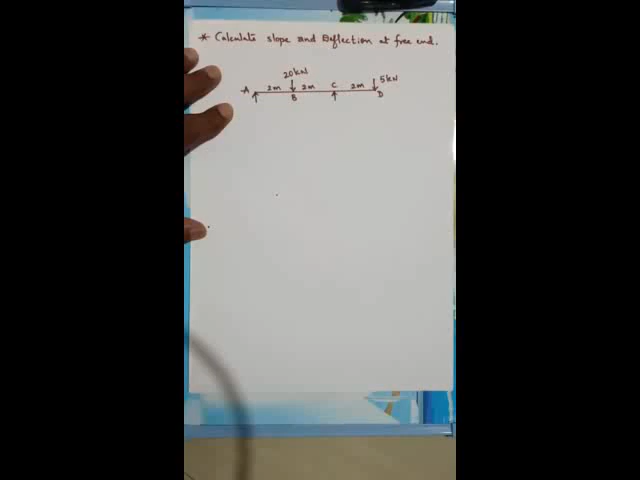 * Calculate slope and Deflection at free end.
20kN
5kN
A 2m 2m C 2m
B D